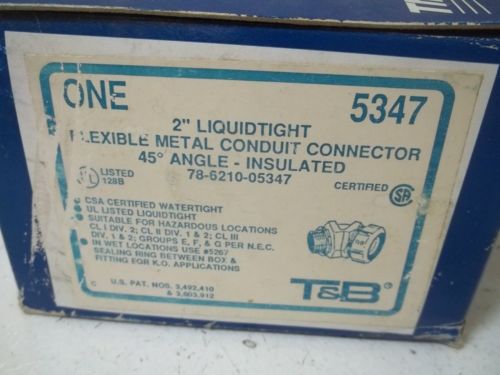 ONE 5347
2" LIQUIDTIGHT
FLEXIBLE METAL CONDUIT CONNECTOR
45° ANGLE - INSULATED
78-6210-05347
UL LISTED
128B
CERTIFIED SA
CSA CERTIFIED WATERTIGHT
UL LISTED LIQUIDTIGHT
SUITABLE FOR HAZARDOUS LOCATIONS
CL I DIV. 2; CL II DIV. 1 & 2; CL III
DIV. 1 & 2; GROUPS E, F, & G PER N.E.C.
IN WET LOCATIONS USE #5267
SEALING RING BETWEEN BOX &
FITTING FOR K.O. APPLICATIONS
C U.S. PAT. NOS. 3,492,410
& 3,603,912
T&B®